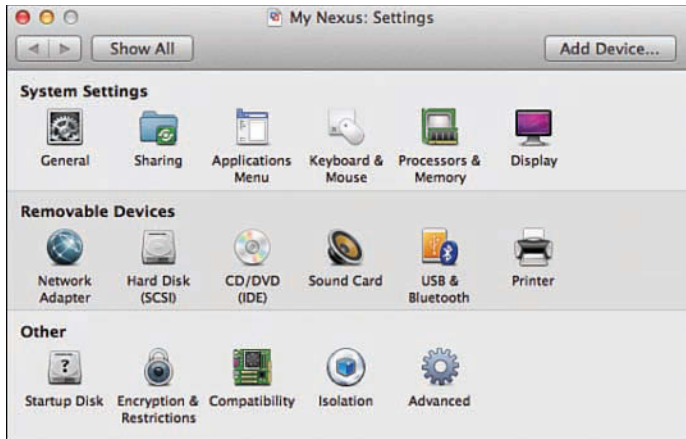 My Nexus: Settings
Show All
Add Device...
System Settings
General
Sharing
Applications
Menu
Keyboard &
Mouse
Processors &
Memory
Display
Removable Devices
Network
Adapter
Hard Disk
(SCSI)
CD/DVD
(IDE)
Sound Card
USB &
Bluetooth
Printer
Other
Startup Disk
Encryption &
Restrictions
Compatibility
Isolation
Advanced